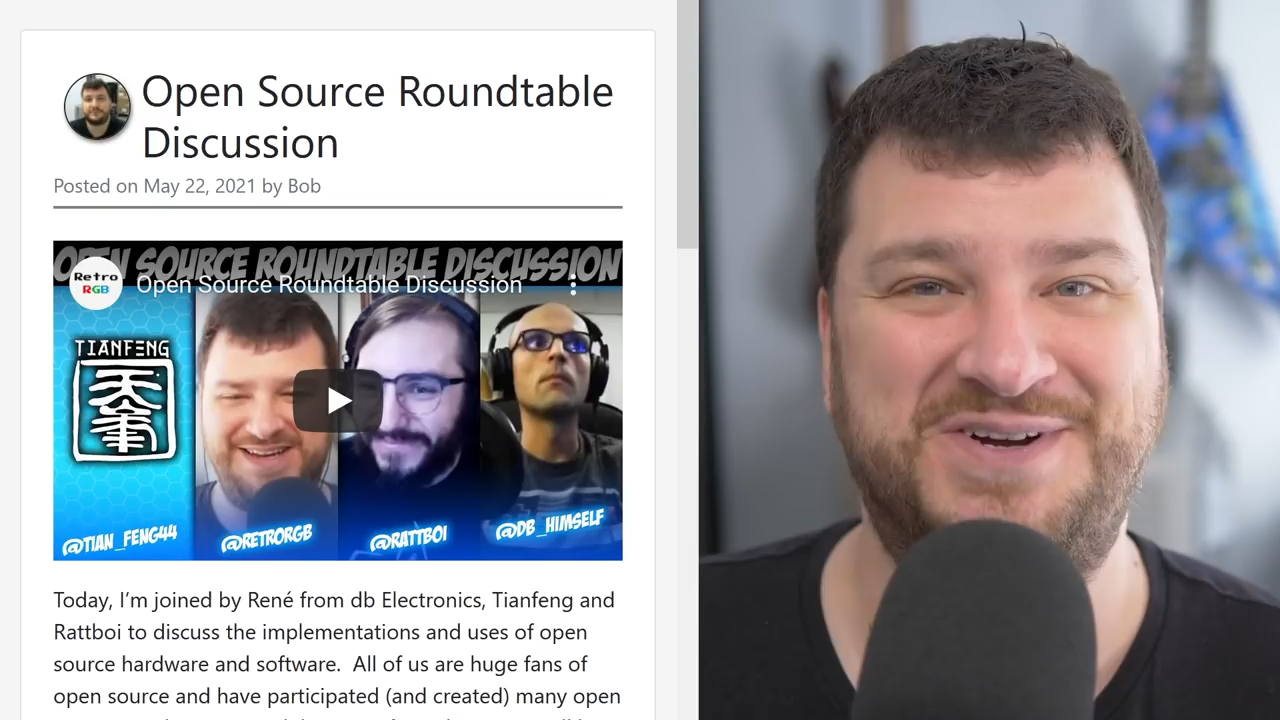 Open Source Roundtable
Discussion
Posted on May 22, 2021 by Bob
OPEN SOURCE ROUNDTABLE DISCUSSION
Retro
RGB
Open Source Roundtable Discussion
TIANFENG
天峯
@TIAN_FENG44
@RETRORGB
@RATTBOI
@DB_HIMSELF
Today, I’m joined by René from db Electronics, Tianfeng and
Rattboi to discuss the implementations and uses of open
source hardware and software.  All of us are huge fans of
open source and have participated (and created) many open